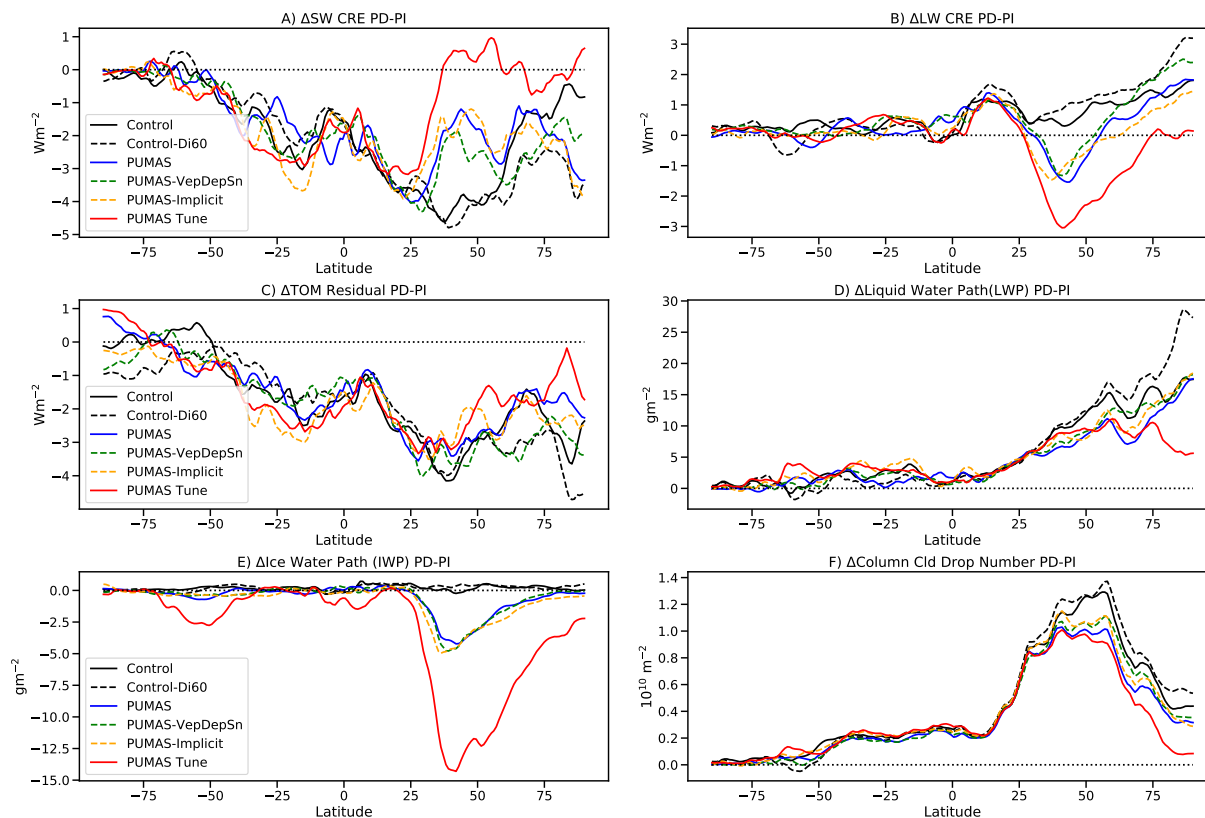 A) ΔSW CRE PD-PI
1
0
−1
−2
−3
−4
−5
Wm⁻²
Control
Control-Di60
PUMAS
PUMAS-VepDepSn
PUMAS-Implicit
PUMAS Tune
−75 −50 −25 0 25 50 75
Latitude
B) ΔLW CRE PD-PI
3
2
1
0
−1
−2
−3
Wm⁻²
−75 −50 −25 0 25 50 75
Latitude
C) ΔTOM Residual PD-PI
1
0
−1
−2
−3
−4
Wm⁻²
Control
Control-Di60
PUMAS
PUMAS-VepDepSn
PUMAS-Implicit
PUMAS Tune
−75 −50 −25 0 25 50 75
Latitude
D) ΔLiquid Water Path(LWP) PD-PI
30
25
20
15
10
5
0
gm⁻²
−75 −50 −25 0 25 50 75
Latitude
E) ΔIce Water Path (IWP) PD-PI
0.0
−2.5
−5.0
−7.5
−10.0
−12.5
−15.0
gm⁻²
Control
Control-Di60
PUMAS
PUMAS-VepDepSn
PUMAS-Implicit
PUMAS Tune
−75 −50 −25 0 25 50 75
Latitude
F) ΔColumn Cld Drop Number PD-PI
1.4
1.2
1.0
0.8
0.6
0.4
0.2
0.0
10¹⁰ m⁻²
−75 −50 −25 0 25 50 75
Latitude